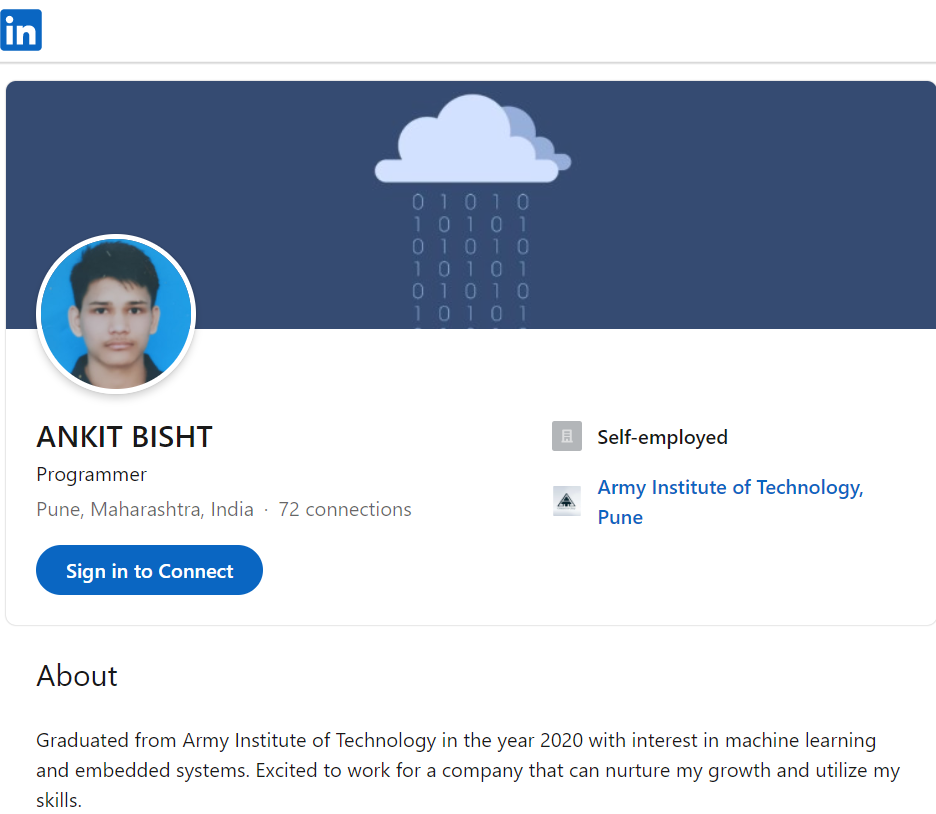 in
0 1 0 1 0
1 0 1 0 1
0 1 0 1 0
1 0 1 0 1
0 1 0 1 0
1 0 1 0 1
ANKIT BISHT
Programmer
Pune, Maharashtra, India · 72 connections
Sign in to Connect
Self-employed
Army Institute of Technology,
Pune
About
Graduated from Army Institute of Technology in the year 2020 with interest in machine learning
and embedded systems. Excited to work for a company that can nurture my growth and utilize my
skills.